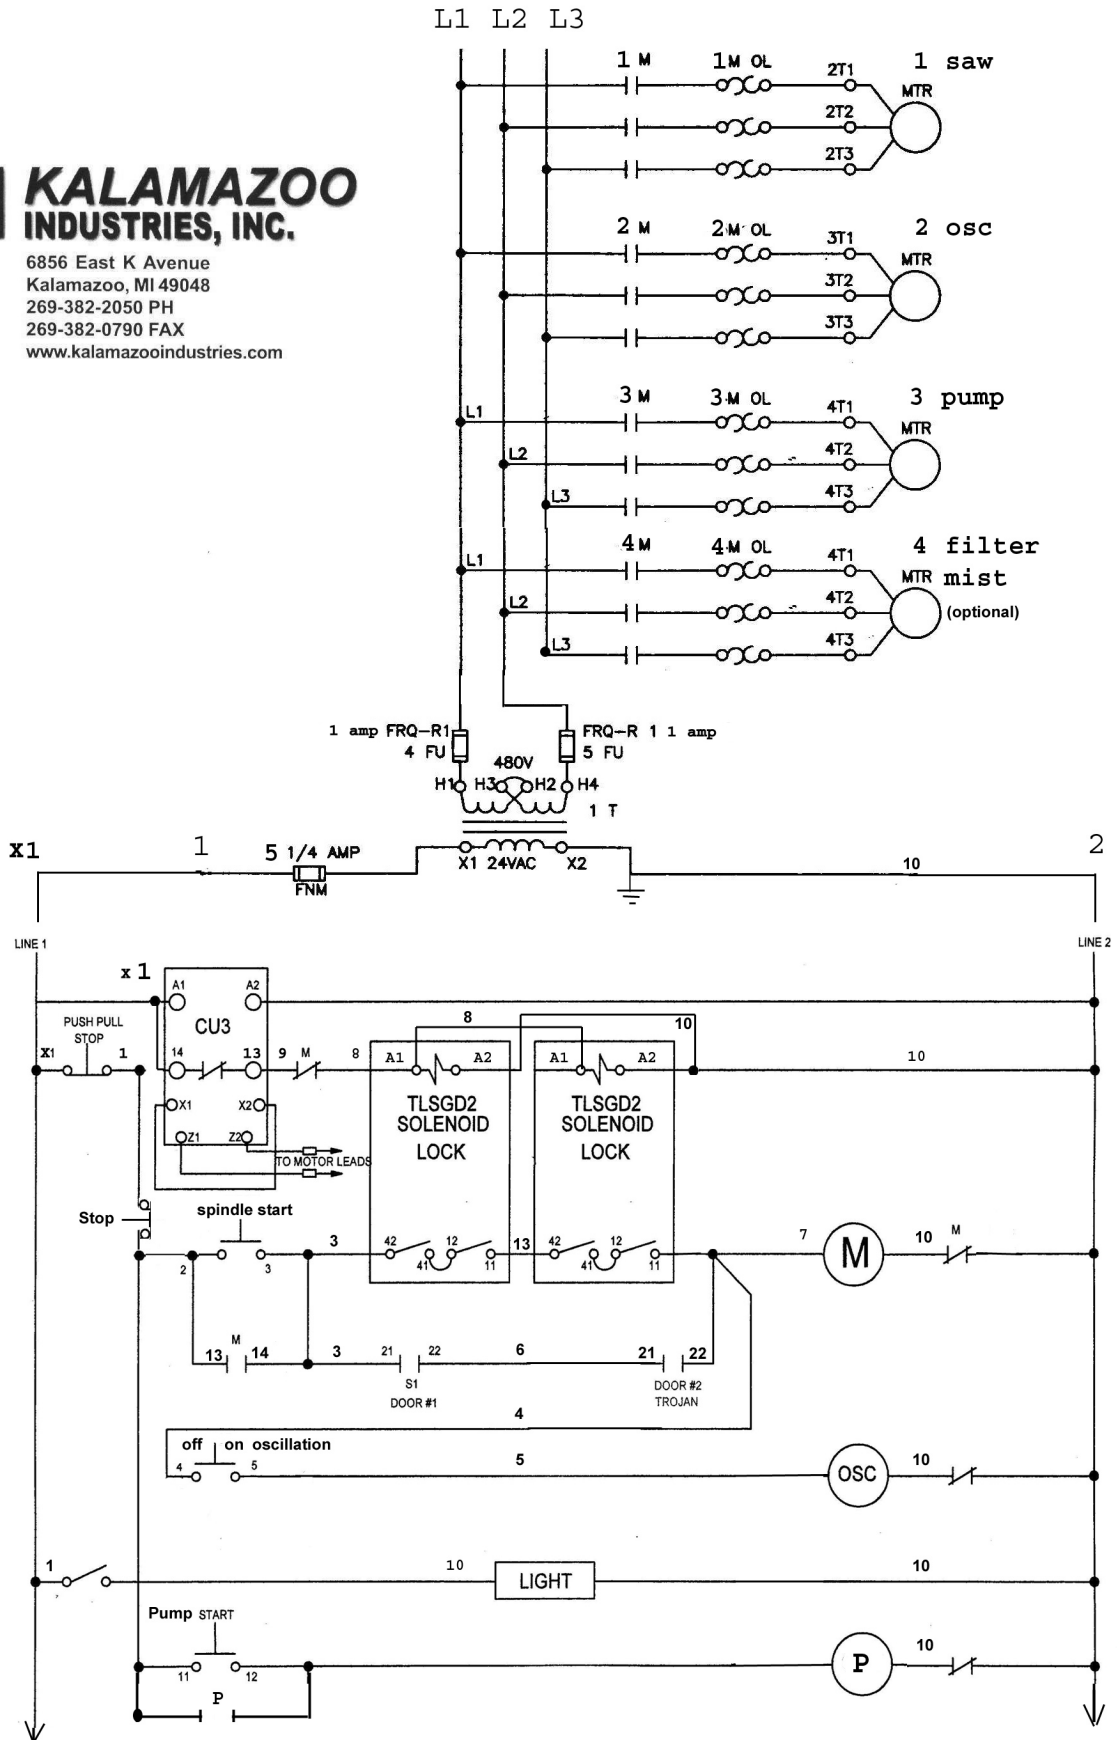 L1 L2 L3
1 M
1M OL
2T1
1 saw
MTR
2T2
2T3
KALAMAZOO
INDUSTRIES, INC.
6856 East K Avenue
Kalamazoo, MI 49048
269-382-2050 PH
269-382-0790 FAX
www.kalamazooindustries.com
2 M
2 M OL
3T1
2 osc
MTR
3T2
3T3
3 M
3 M OL
4T1
3 pump
MTR
L1
L2
4T2
L3
4T3
4 M
4 M OL
4T1
4 filter
mist
MTR
(optional)
L1
L2
4T2
L3
4T3
1 amp FRQ-R1
4 FU
FRQ-R 1 1 amp
5 FU
480V
H1 H3 H2 H4
1 T
X1
1
5 1/4 AMP
FNM
X1 24VAC X2
10
2
LINE 1
LINE 2
x 1
A1 A2
CU3
PUSH PULL
STOP
X1 1
14 13
9 M 8
8
10
A1 A2
A1 A2
10
X1 X2
Z1 Z2
TO MOTOR LEADS
TLSGD2
SOLENOID
LOCK
TLSGD2
SOLENOID
LOCK
Stop
spindle start
2 3
3
42 12
41 11
13
42 12
41 11
7
M
10 M
M
13 14
3
21 22
S1
DOOR #1
6
21 22
DOOR #2
TROJAN
4
off on oscillation
4 5
5
OSC
10
1
10
LIGHT
10
Pump START
11 12
P
P
10